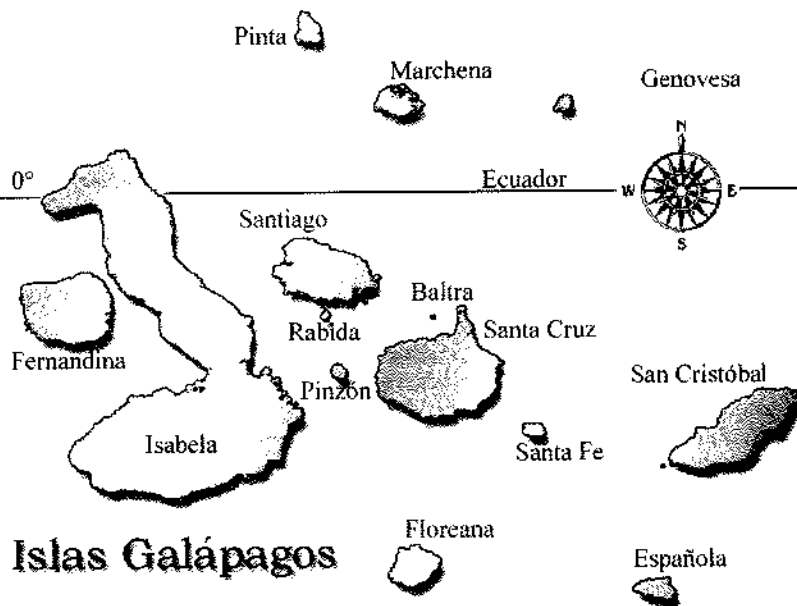 Pinta
Marchena
Genovesa
N
0°
Ecuador
W
E
Santiago
S
Baltra
Rabida
Santa Cruz
Fernandina
Pinzón
San Cristóbal
Isabela
Santa Fe
Floreana
Islas Galápagos
Española